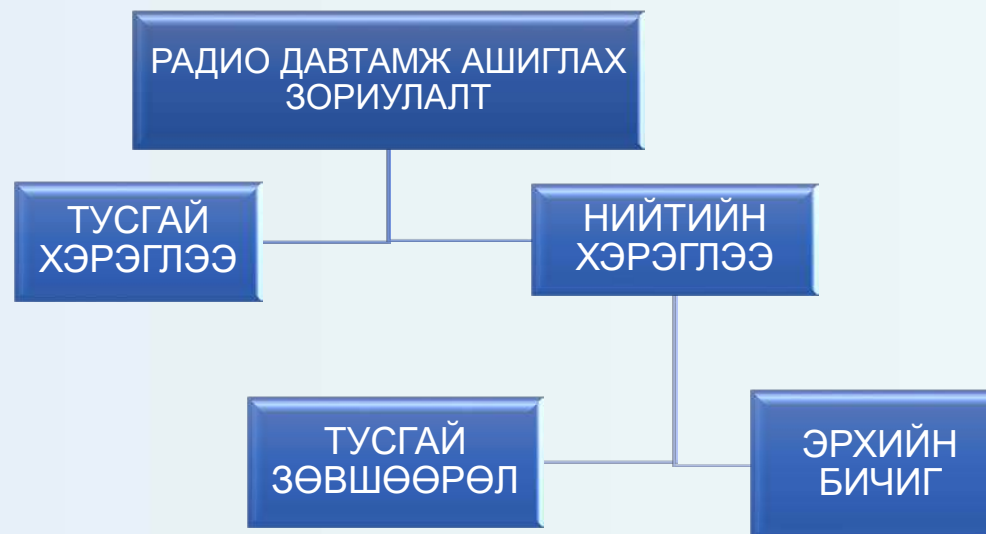 РАДИО ДАВТАМЖ АШИГЛАХ
ЗОРИУЛАЛТ
ТУСГАЙ
ХЭРЭГЛЭЭ
НИЙТИЙН
ХЭРЭГЛЭЭ
ТУСГАЙ
ЗӨВШӨӨРӨЛ
ЭРХИЙН
БИЧИГ